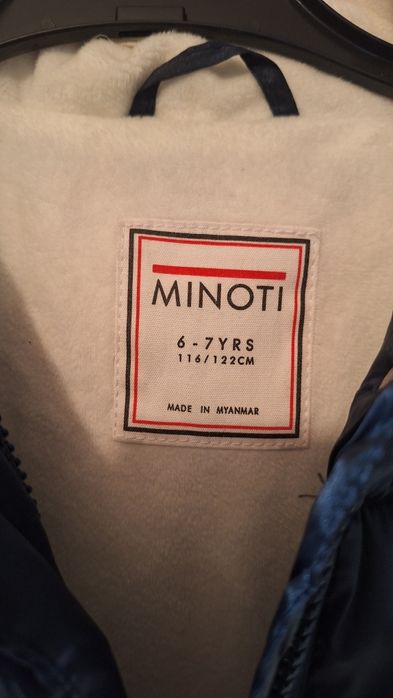 MINOTI
6 - 7YRS
116/122CM
MADE IN MYANMAR